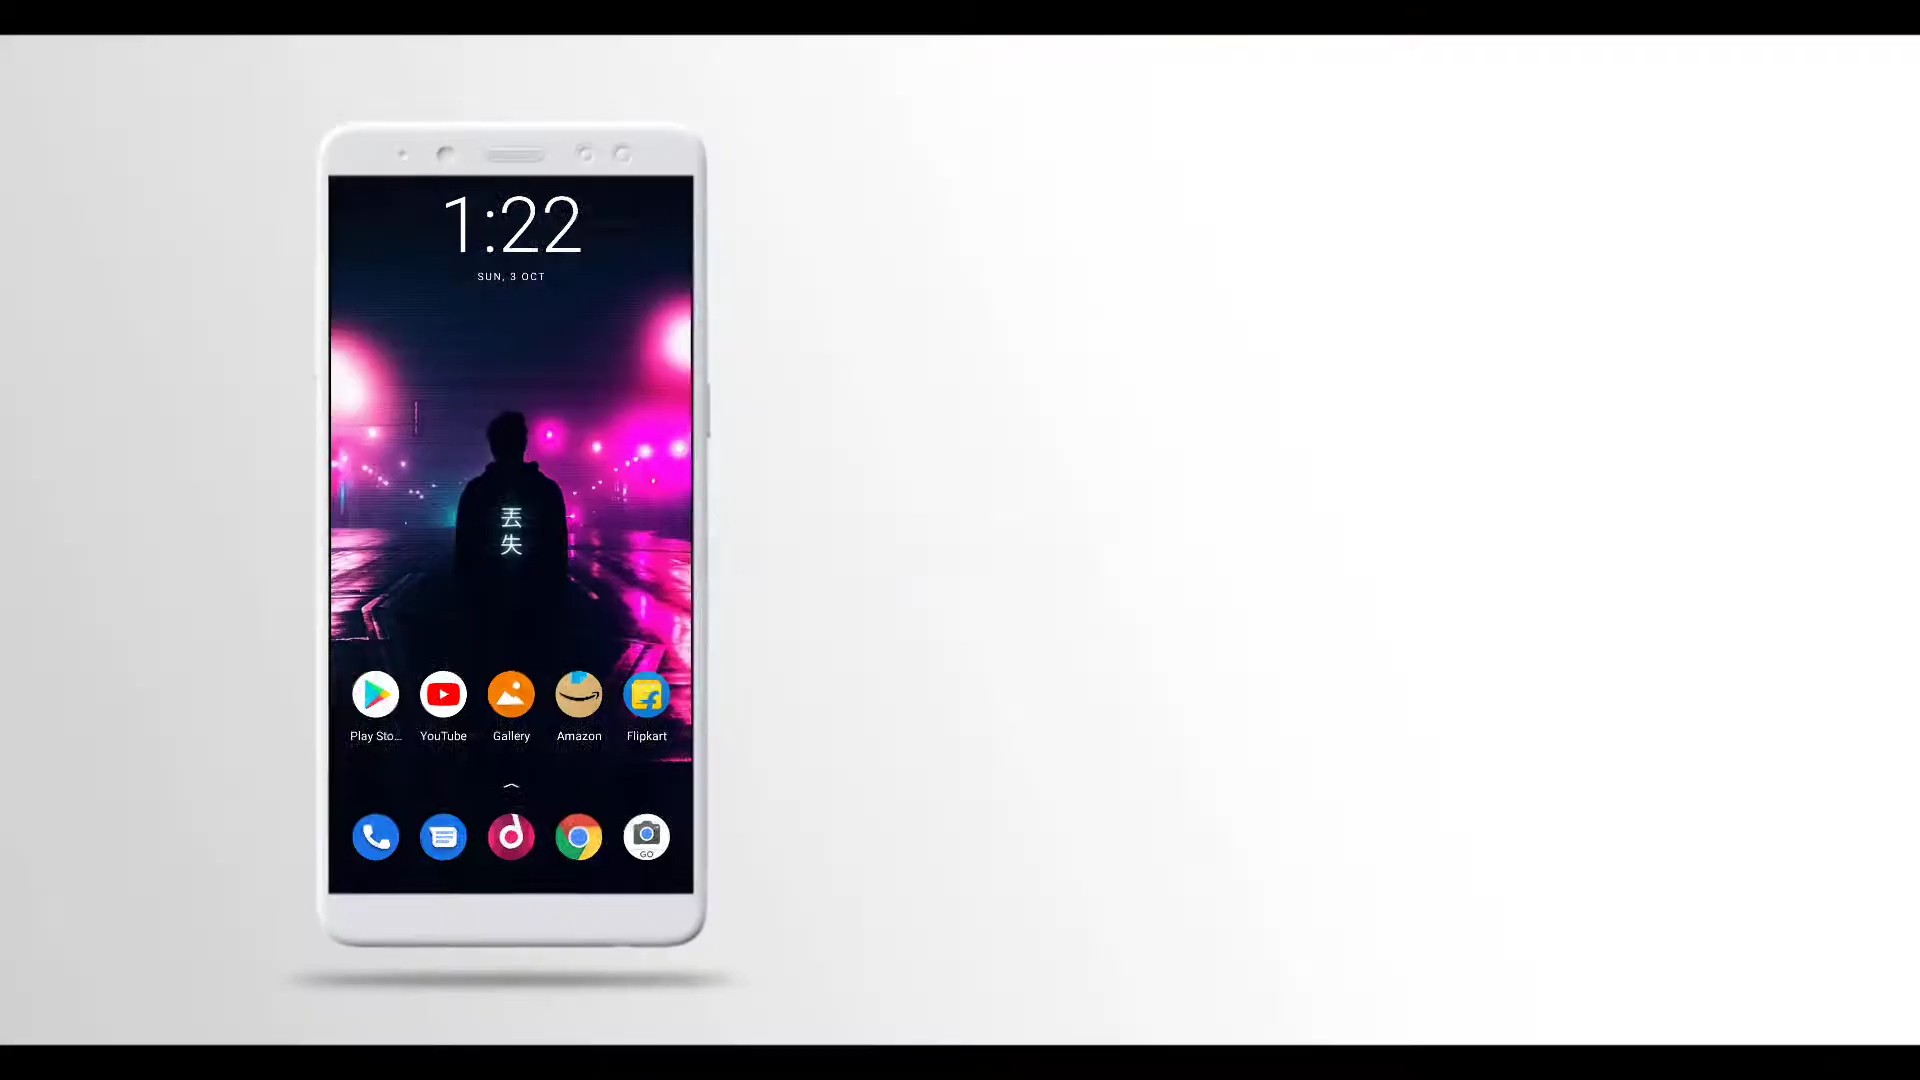 1:22
SUN, 3 OCT
丟
失
Play Sto...
YouTube
Gallery
Amazon
Flipkart
GO